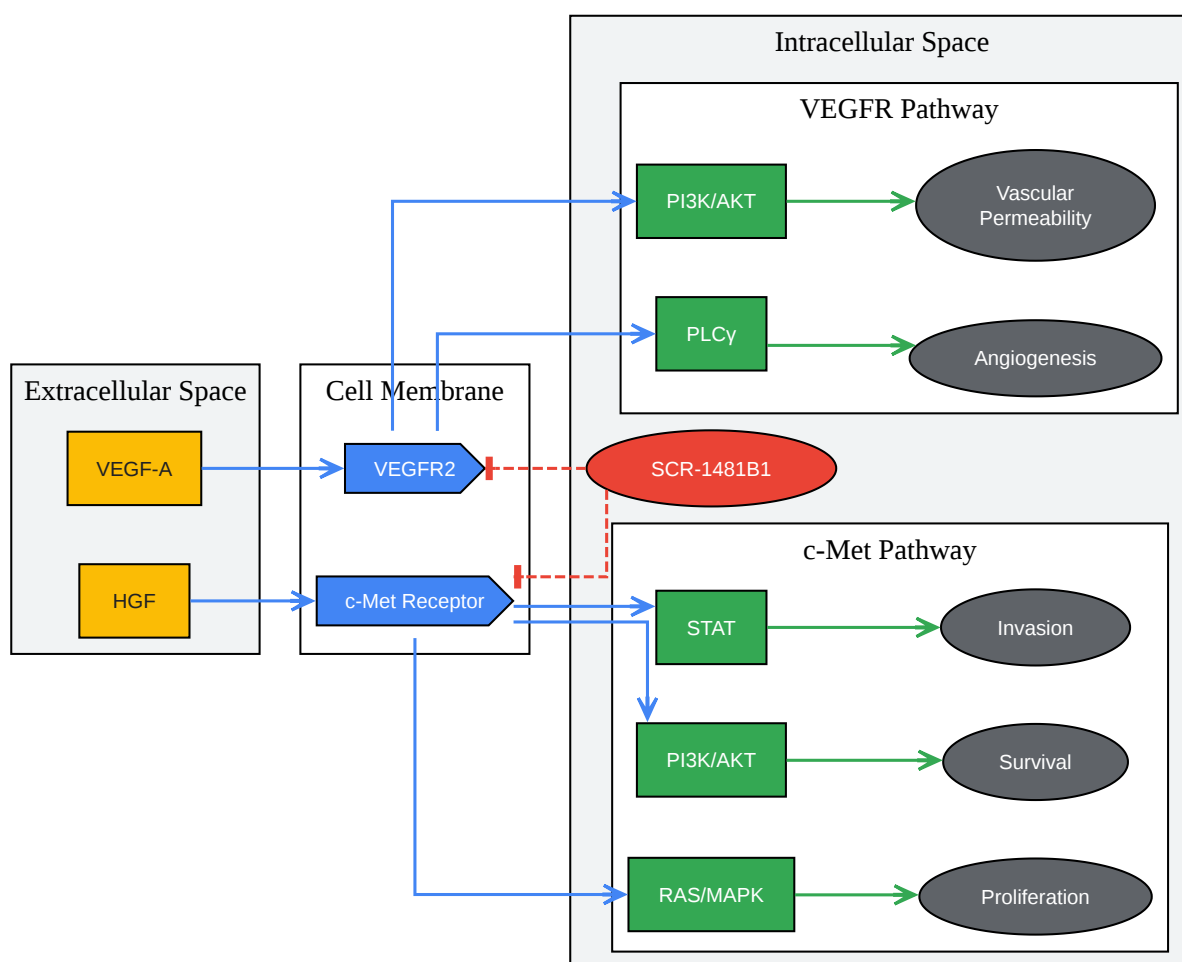 Intracellular Space
VEGFR Pathway
PI3K/AKT
Vascular
Permeability
PLCγ
Angiogenesis
Extracellular Space
Cell Membrane
VEGF-A
VEGFR2
SCR-1481B1
HGF
c-Met Receptor
c-Met Pathway
STAT
Invasion
PI3K/AKT
Survival
RAS/MAPK
Proliferation